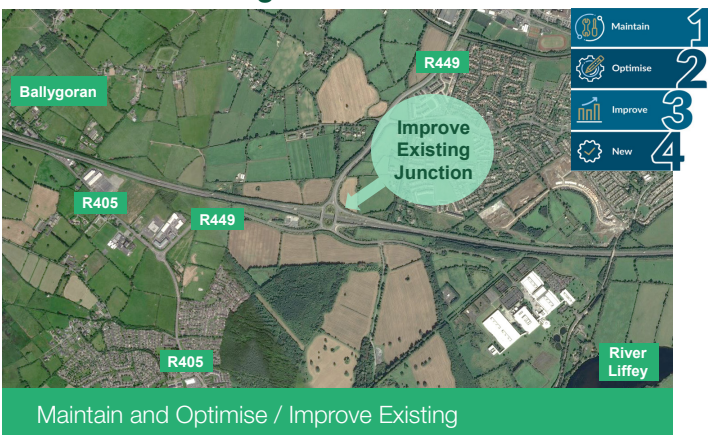 Maintain
1
Optimise
2
Improve
3
New
4
R449
Ballygoran
Improve
Existing
Junction
R405
R449
R405
River
Liffey
Maintain and Optimise / Improve Existing